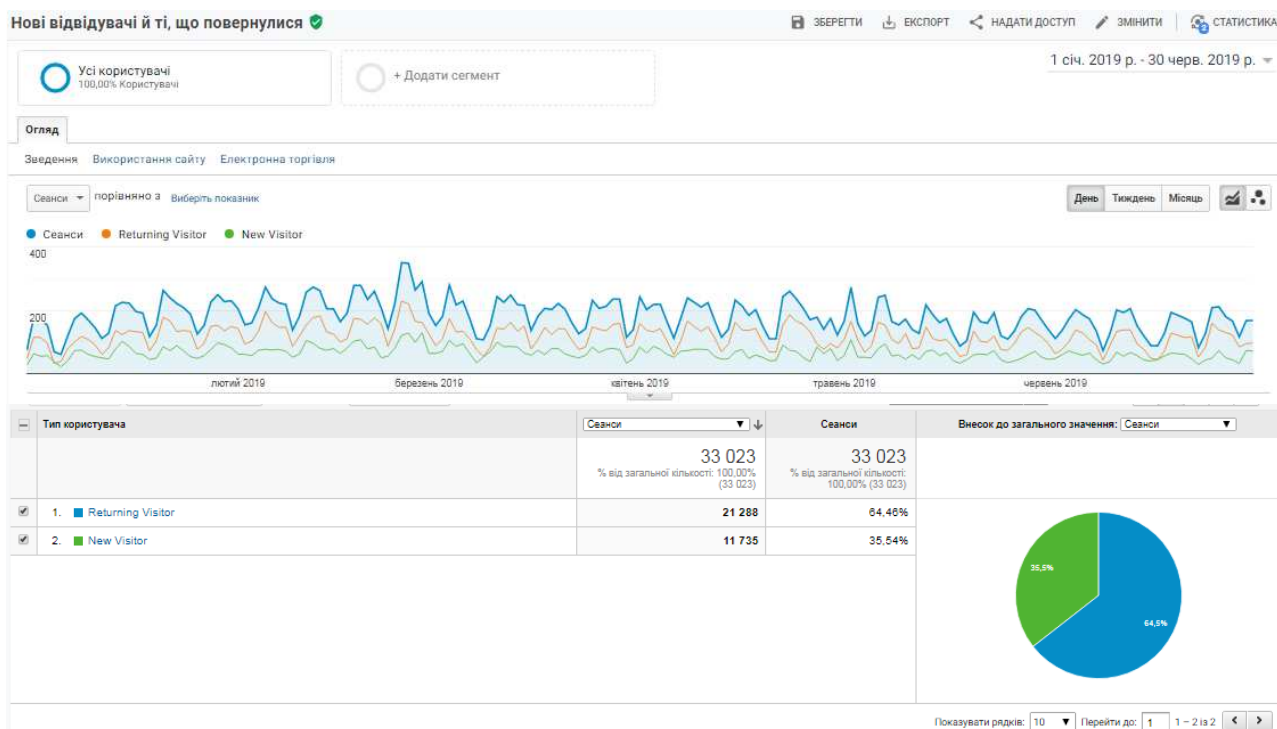 Нові відвідувачі й ті, що повернулися
ЗБЕРЕГТИ ЕКСПОРТ НАДАТИ ДОСТУП ЗМІНИТИ СТАТИСТИКА
Усі користувачі
100,00% Користувачі
+ Додати сегмент
1 січ. 2019 р. - 30 черв. 2019 р.
Огляд
Зведення Використання сайту Електронна торгівля
Сеанси порівняно з Виберіть показник
День Тиждень Місяць
Сеанси Returning Visitor New Visitor
400
200
лютий 2019 березень 2019 квітень 2019 травень 2019 червень 2019
Тип користувача Сеанси Сеанси Внесок до загального значення: Сеанси
33 023 33 023
% від загальної кількості: 100,00% % від загальної кількості:
(33 023) 100,00% (33 023)
1. Returning Visitor 21 288 64,46%
2. New Visitor 11 735 35,54%
35,5%
64,5%
Показувати рядків: 10 Перейти до: 1 1 – 2 із 2